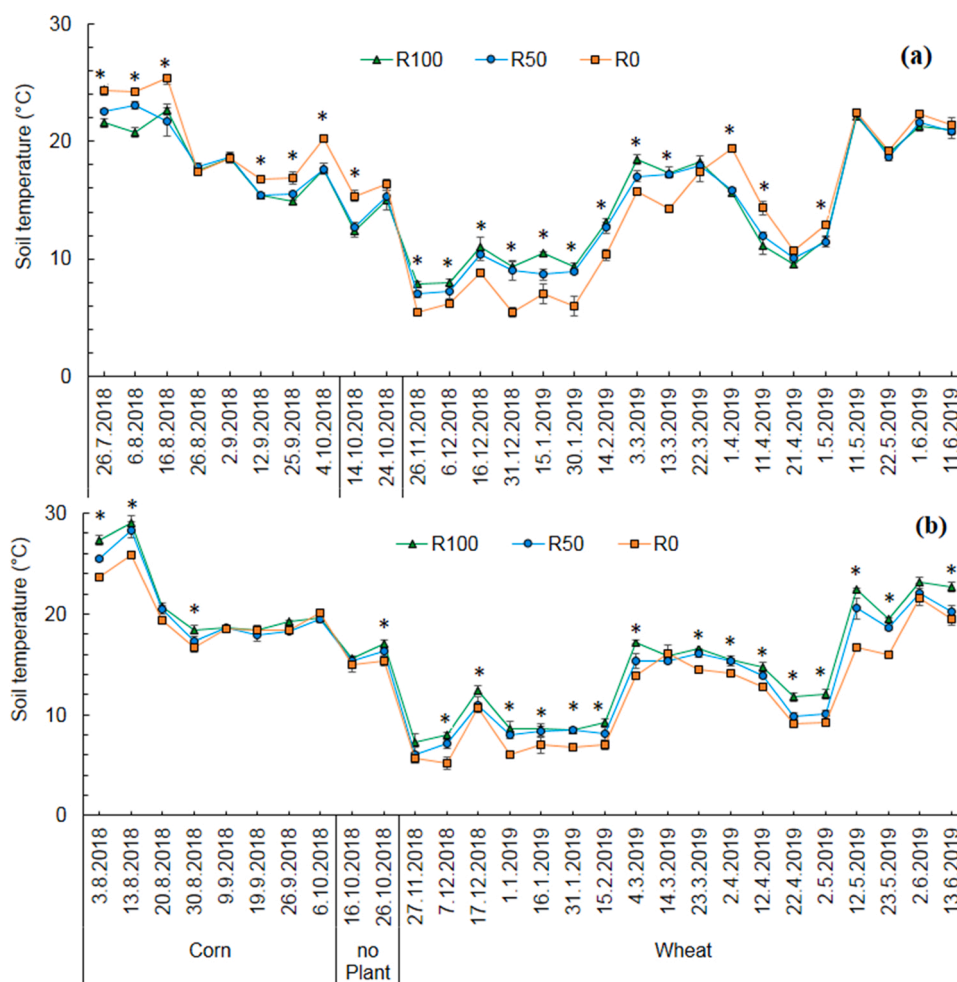 30
(a)
* * *
R100 R50 R0
* * * *
*
* * * * * * * * * * * *
20
Soil temperature (°C)
10
0
26.7.2018 6.8.2018 16.8.2018 26.8.2018 2.9.2018 12.9.2018 25.9.2018 4.10.2018 14.10.2018 24.10.2018 26.11.2018 6.12.2018 16.12.2018 31.12.2018 15.1.2019 30.1.2019 14.2.2019 3.3.2019 13.3.2019 22.3.2019 1.4.2019 11.4.2019 21.4.2019 1.5.2019 11.5.2019 22.5.2019 1.6.2019 11.6.2019
30
(b)
* *
R100 R50 R0
* * * * * * * * * * * * * * * * *
20
Soil temperature (°C)
10
0
3.8.2018 13.8.2018 20.8.2018 30.8.2018 9.9.2018 19.9.2018 26.9.2018 6.10.2018 16.10.2018 26.10.2018 27.11.2018 7.12.2018 17.12.2018 1.1.2019 16.1.2019 31.1.2019 15.2.2019 4.3.2019 14.3.2019 23.3.2019 2.4.2019 12.4.2019 22.4.2019 2.5.2019 12.5.2019 23.5.2019 2.6.2019 13.6.2019
Corn no Wheat
Plant